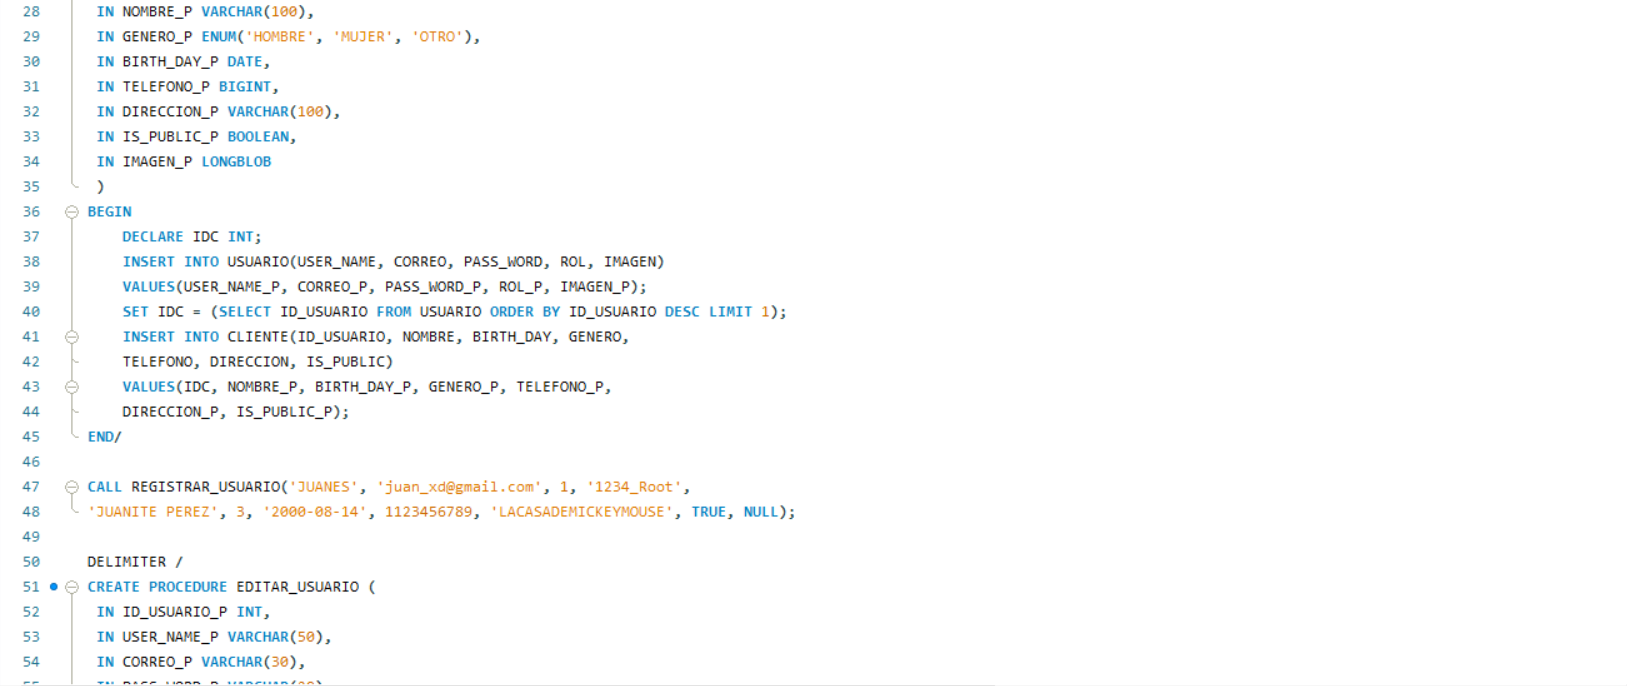 28 IN NOMBRE_P VARCHAR(100),
29 IN GENERO_P ENUM('HOMBRE', 'MUJER', 'OTRO'),
30 IN BIRTH_DAY_P DATE,
31 IN TELEFONO_P BIGINT,
32 IN DIRECCION_P VARCHAR(100),
33 IN IS_PUBLIC_P BOOLEAN,
34 IN IMAGEN_P LONGBLOB
35 )
36 BEGIN
37 DECLARE IDC INT;
38 INSERT INTO USUARIO(USER_NAME, CORREO, PASS_WORD, ROL, IMAGEN)
39 VALUES(USER_NAME_P, CORREO_P, PASS_WORD_P, ROL_P, IMAGEN_P);
40 SET IDC = (SELECT ID_USUARIO FROM USUARIO ORDER BY ID_USUARIO DESC LIMIT 1);
41 INSERT INTO CLIENTE(ID_USUARIO, NOMBRE, BIRTH_DAY, GENERO,
42 TELEFONO, DIRECCION, IS_PUBLIC)
43 VALUES(IDC, NOMBRE_P, BIRTH_DAY_P, GENERO_P, TELEFONO_P,
44 DIRECCION_P, IS_PUBLIC_P);
45 END/
46
47 CALL REGISTRAR_USUARIO('JUANES', 'juan_xd@gmail.com', 1, '1234_Root',
48 'JUANITE PEREZ', 3, '2000-08-14', 1123456789, 'LACASADEMICKEYMOUSE', TRUE, NULL);
49
50 DELIMITER /
51 CREATE PROCEDURE EDITAR_USUARIO (
52 IN ID_USUARIO_P INT,
53 IN USER_NAME_P VARCHAR(50),
54 IN CORREO_P VARCHAR(30),